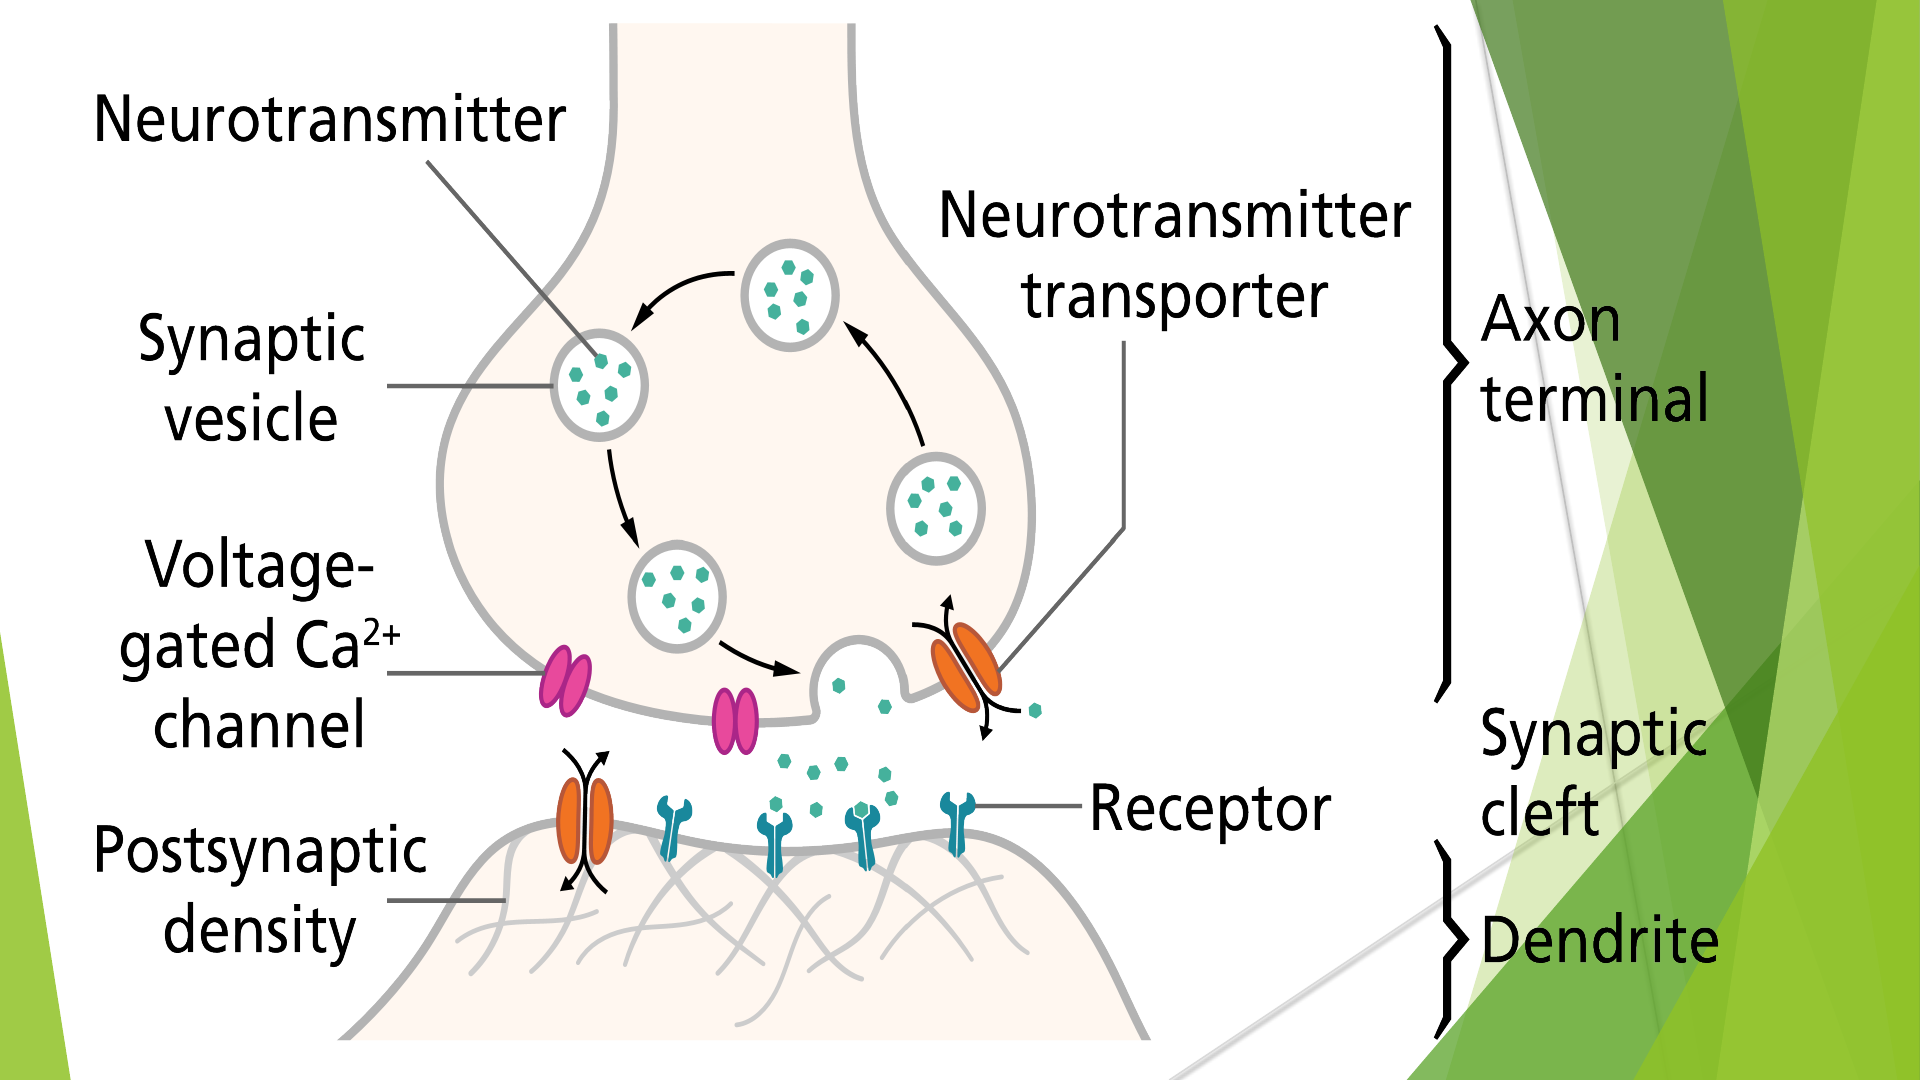 Neurotransmitter
Synaptic
vesicle
Voltage-
gated Ca²⁺
channel
Postsynaptic
density
Neurotransmitter
transporter
Receptor
Axon
terminal
Synaptic
cleft
Dendrite